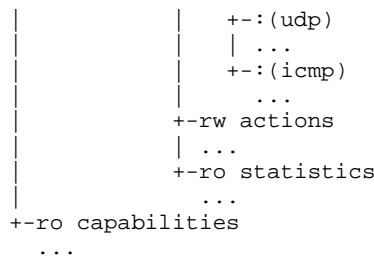 |         |   +-:(udp)
|         |   | ...
|         |   +-:(icmp)
|         |     ...
|         +-rw actions
|         | ...
|         +-ro statistics
|           ...
+-ro capabilities
  ...